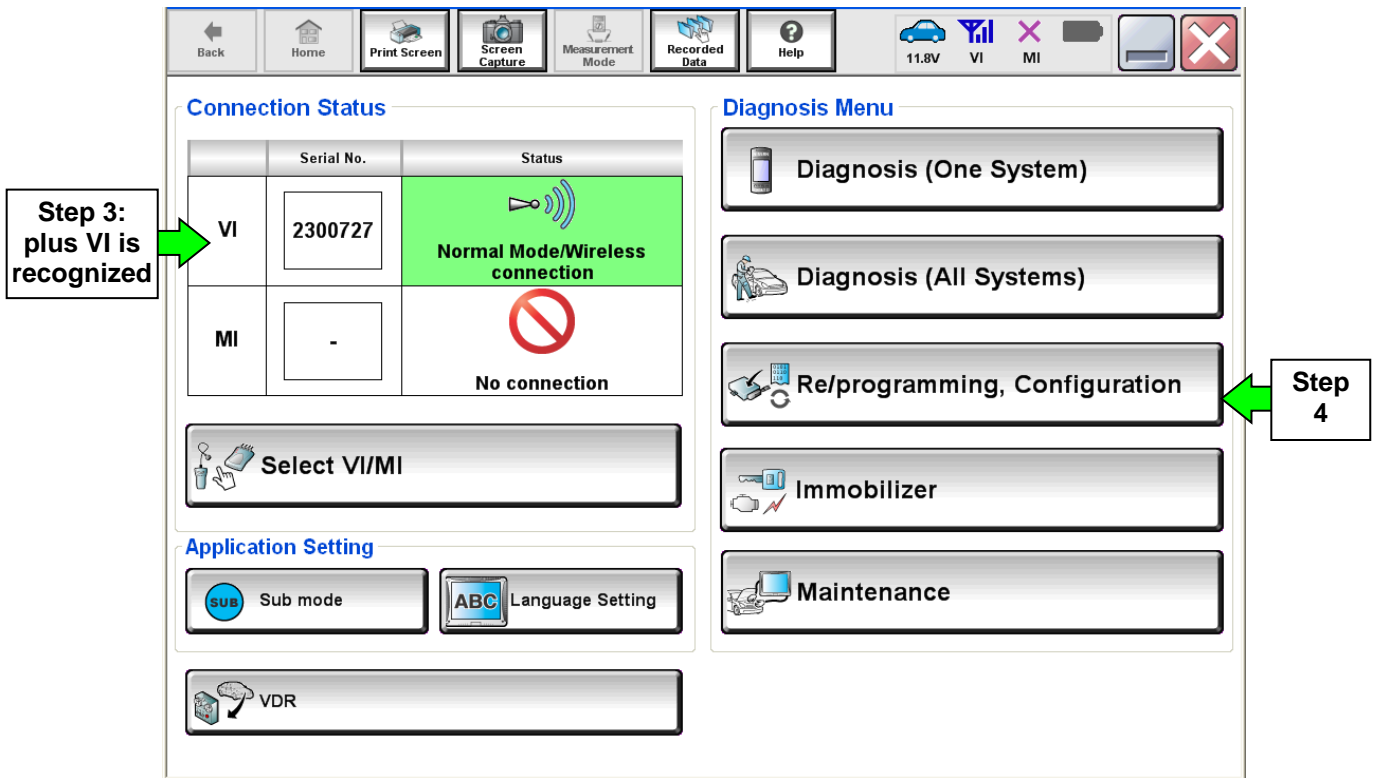 Back
Home
Print Screen
Screen
Capture
Measurement
Mode
Recorded
Data
Help
11.8V
VI
MI
Connection Status
Serial No.
Status
VI
2300727
Normal Mode/Wireless
connection
MI
-
No connection
Step 3:
plus VI is
recognized
Select VI/MI
Application Setting
SUB
Sub mode
ABC
Language Setting
VDR
Diagnosis Menu
Diagnosis (One System)
Diagnosis (All Systems)
Re/programming, Configuration
Step
4
Immobilizer
Maintenance